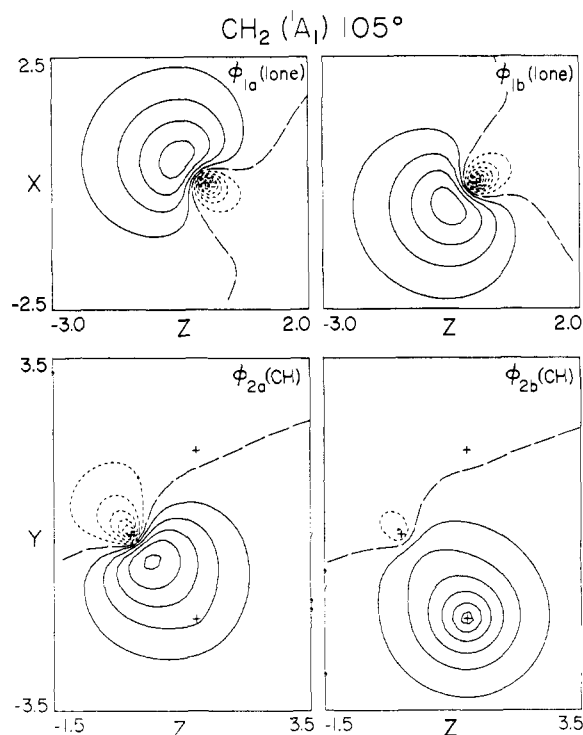 CH₂ (¹A₁) 105°
2.5
ϕ₁ₐ(lone)
ϕ₁b(lone)
X
-2.5
-3.0 Z 2.0
-3.0 Z 2.0
3.5
ϕ₂ₐ(CH)
ϕ₂b(CH)
Y
-3.5
-1.5 Z 3.5
-1.5 Z 3.5